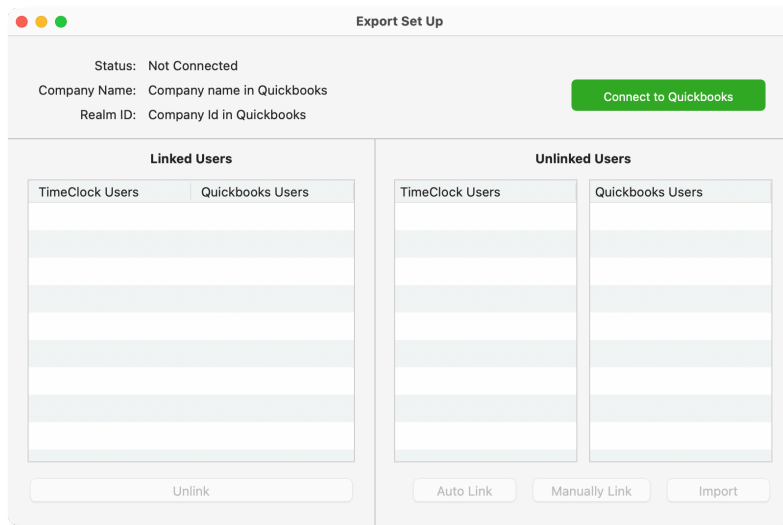 Export Set Up
Status: Not Connected
Company Name: Company name in Quickbooks
Realm ID: Company Id in Quickbooks
Connect to Quickbooks
Linked Users
TimeClock Users Quickbooks Users
Unlink
Unlinked Users
TimeClock Users Quickbooks Users
Auto Link Manually Link Import